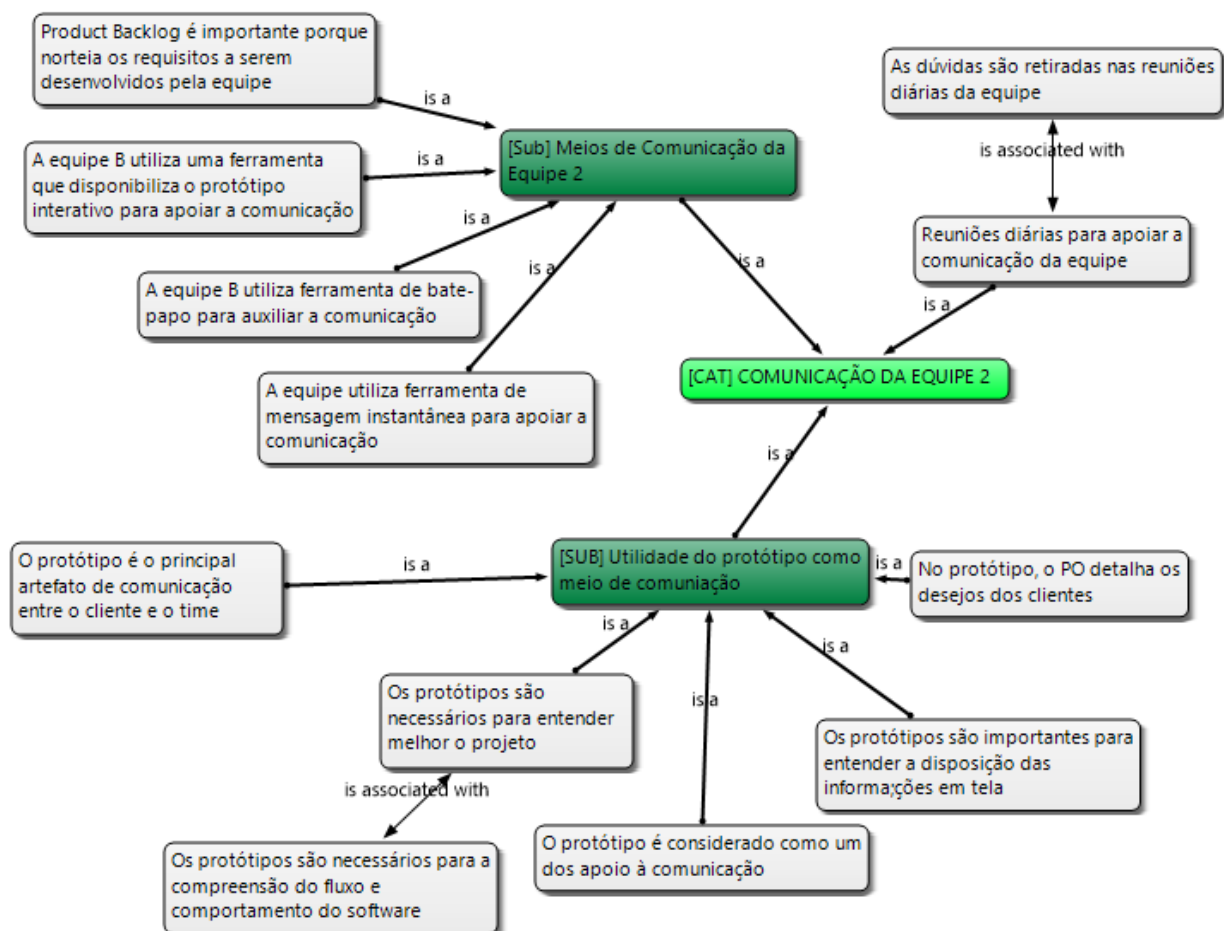 Product Backlog é importante porque
norteia os requisitos a serem
desenvolvidos pela equipe
is a
As dúvidas são retiradas nas reuniões
diárias da equipe
is associated with
A equipe B utiliza uma ferramenta
que disponibiliza o protótipo
interativo para apoiar a comunicação
is a
[Sub] Meios de Comunicação da
Equipe 2
is a
A equipe B utiliza ferramenta de bate-
papo para auxiliar a comunicação
is a
is a
Reuniões diárias para apoiar a
comunicação da equipe
is a
A equipe utiliza ferramenta de
mensagem instantânea para apoiar a
comunicação
[CAT] COMUNICAÇÃO DA EQUIPE 2
is a
O protótipo é o principal
artefato de comunicação
entre o cliente e o time
is a
[SUB] Utilidade do protótipo como
meio de comuniação
is a
No protótipo, o PO detalha os
desejos dos clientes
is a
is a
is a
Os protótipos são
necessários para entender
melhor o projeto
Os protótipos são importantes para
entender a disposição das
informa;ções em tela
is associated with
Os protótipos são necessários para a
compreensão do fluxo e
comportamento do software
O protótipo é considerado como um
dos apoio à comunicação